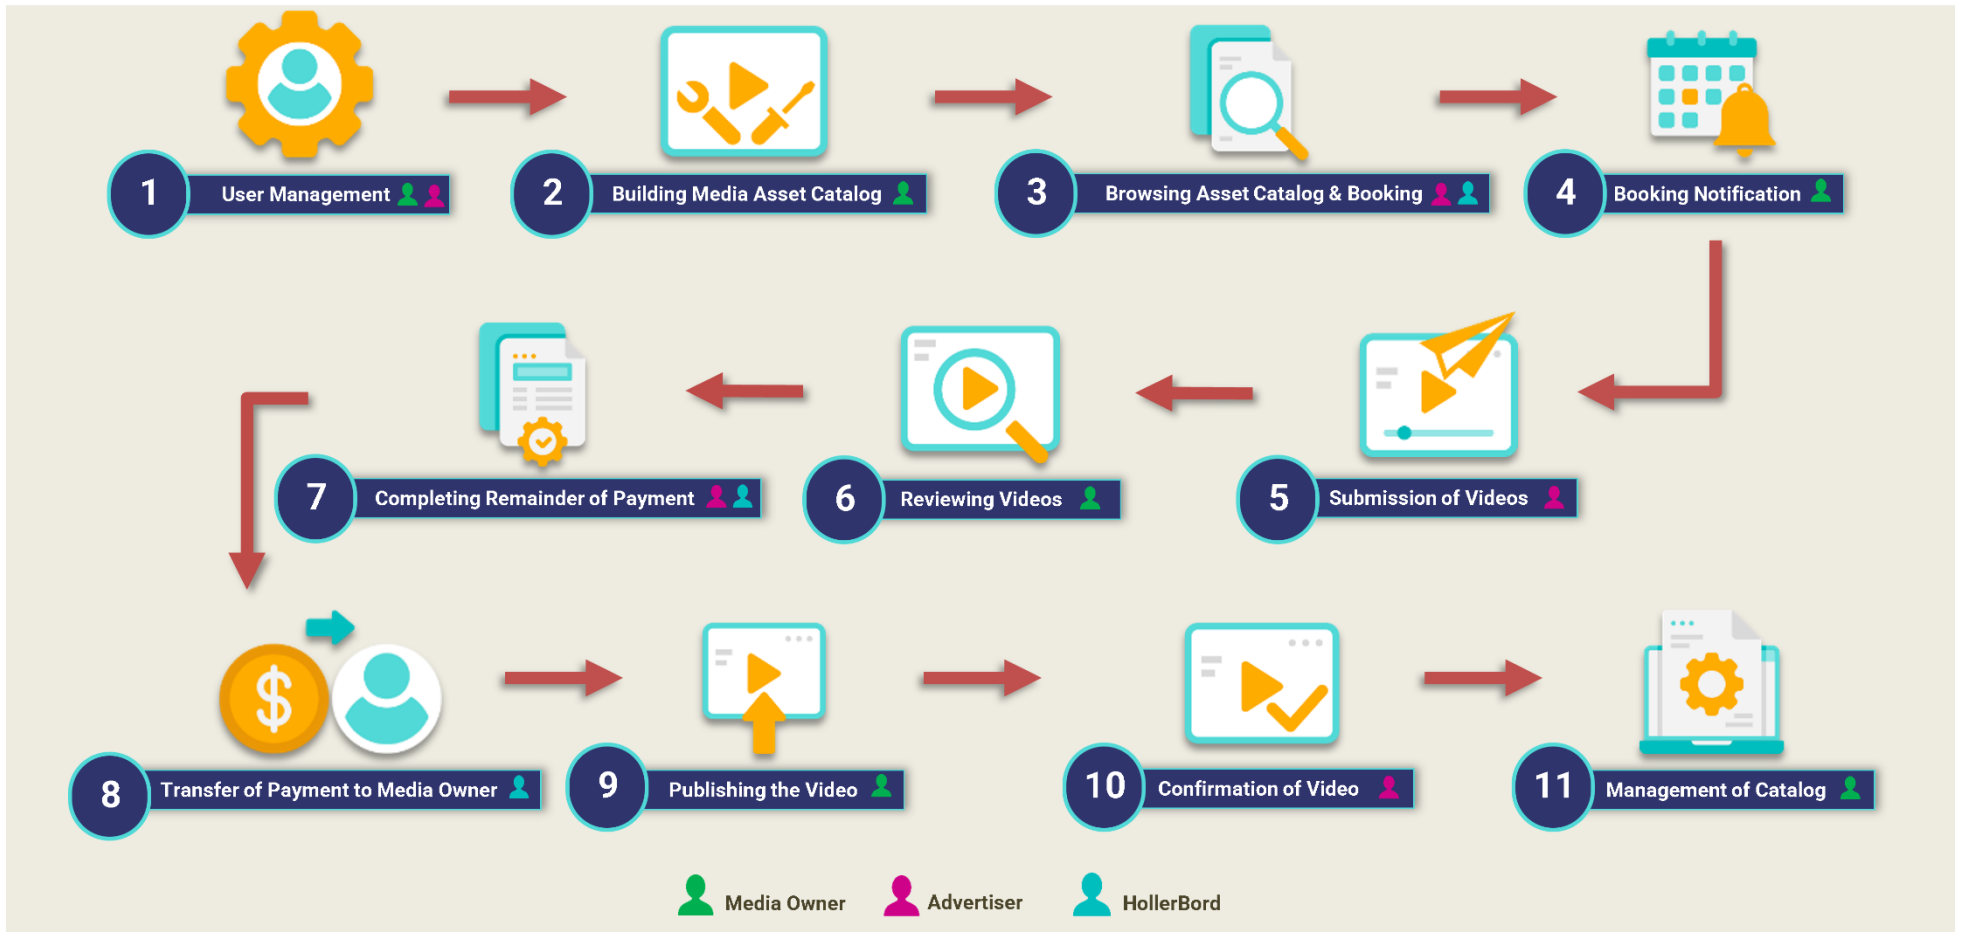 1 User Management
2 Building Media Asset Catalog
3 Browsing Asset Catalog & Booking
4 Booking Notification
5 Submission of Videos
6 Reviewing Videos
7 Completing Remainder of Payment
$
8 Transfer of Payment to Media Owner
9 Publishing the Video
10 Confirmation of Video
11 Management of Catalog
Media Owner
Advertiser
HollerBord